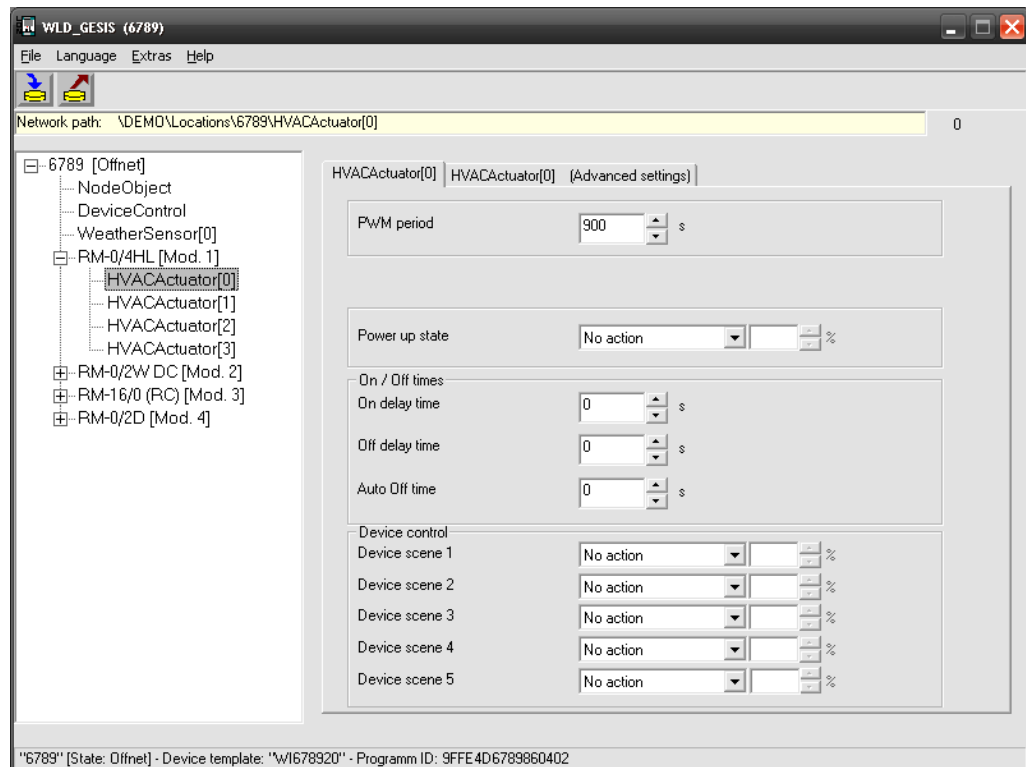 WLD_GESIS (6789)
File Language Extras Help
Network path: \DEMO\Locations\6789\HVACActuator[0] 0
6789 [Offnet]
NodeObject
DeviceControl
WeatherSensor[0]
RM-0/4HL [Mod. 1]
HVACActuator[0]
HVACActuator[1]
HVACActuator[2]
HVACActuator[3]
RM-0/2W DC [Mod. 2]
RM-16/0 (RC) [Mod. 3]
RM-0/2D [Mod. 4]
HVACActuator[0] HVACActuator[0] (Advanced settings)
PWM period 900 s
Power up state No action %
On / Off times
On delay time 0 s
Off delay time 0 s
Auto Off time 0 s
Device control
Device scene 1 No action %
Device scene 2 No action %
Device scene 3 No action %
Device scene 4 No action %
Device scene 5 No action %
"6789" [State: Offnet] - Device template: "WI678920" - Programm ID: 9FFE4D6789860402